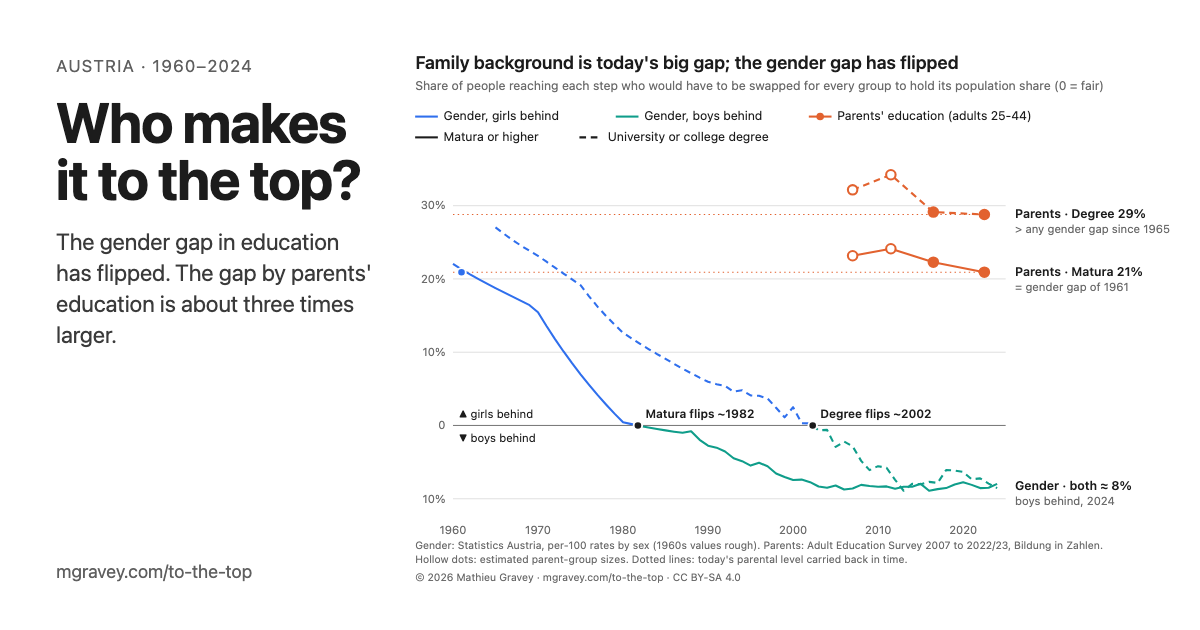 AUSTRIA · 1960–2024
Who makes
it to the top?
The gender gap in education
has flipped. The gap by parents'
education is about three times
larger.
mgravey.com/to-the-top
Family background is today's big gap; the gender gap has flipped
Share of people reaching each step who would have to be swapped for every group to hold its population share (0 = fair)
Gender, girls behind
Gender, boys behind
Parents' education (adults 25-44)
Matura or higher
University or college degree
30%
20%
10%
0
10%
Parents · Degree 29%
> any gender gap since 1965
Parents · Matura 21%
= gender gap of 1961
▲ girls behind
▼ boys behind
Matura flips ~1982
Degree flips ~2002
Gender · both ≈ 8%
boys behind, 2024
1960 1970 1980 1990 2000 2010 2020
Gender: Statistics Austria, per-100 rates by sex (1960s values rough). Parents: Adult Education Survey 2007 to 2022/23, Bildung in Zahlen.
Hollow dots: estimated parent-group sizes. Dotted lines: today's parental level carried back in time.
© 2026 Mathieu Gravey · mgravey.com/to-the-top · CC BY-SA 4.0